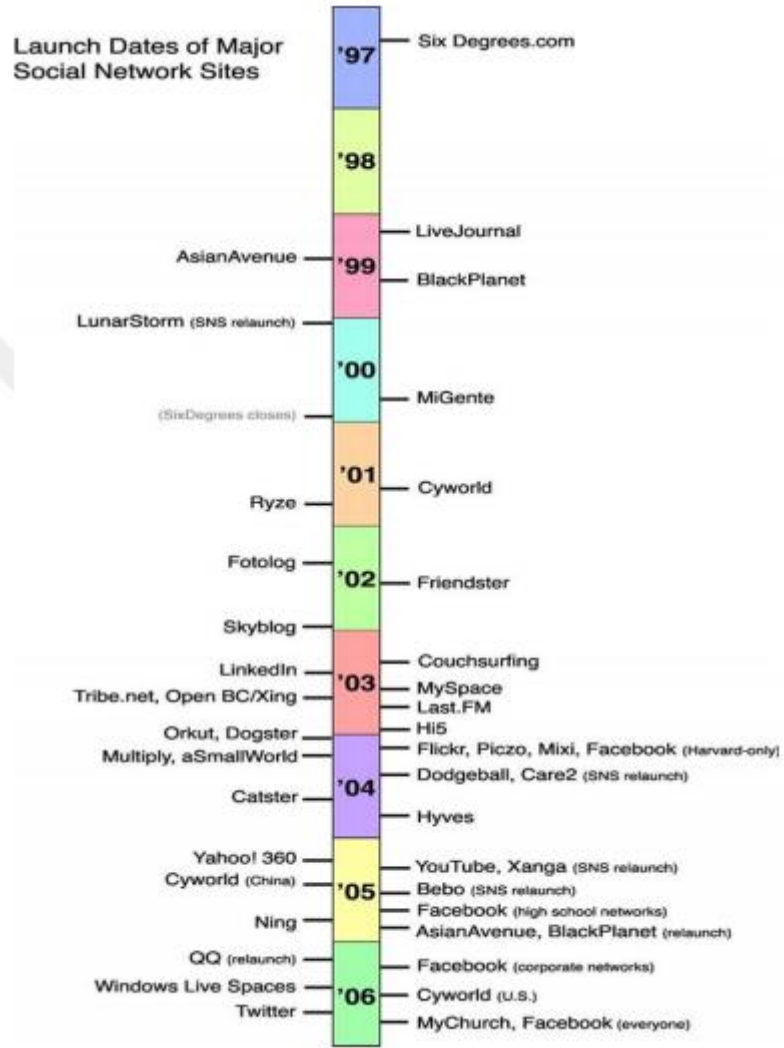 Launch Dates of Major
Social Network Sites
'97
Six Degrees.com
'98
LiveJournal
AsianAvenue
'99
BlackPlanet
LunarStorm (SNS relaunch)
'00
MiGente
(SixDegrees closes)
'01
Cyworld
Ryze
Fotolog
'02
Friendster
Skyblog
Couchsurfing
LinkedIn
'03
MySpace
Tribe.net, Open BC/Xing
Last.FM
Hi5
Orkut, Dogster
Flickr, Piczo, Mixi, Facebook (Harvard-only)
Multiply, aSmallWorld
Dodgeball, Care2 (SNS relaunch)
'04
Catster
Hyves
Yahoo! 360
YouTube, Xanga (SNS relaunch)
Cyworld (China)
'05
Bebo (SNS relaunch)
Facebook (high school networks)
Ning
AsianAvenue, BlackPlanet (relaunch)
QQ (relaunch)
Facebook (corporate networks)
Windows Live Spaces
'06
Cyworld (U.S.)
Twitter
MyChurch, Facebook (everyone)